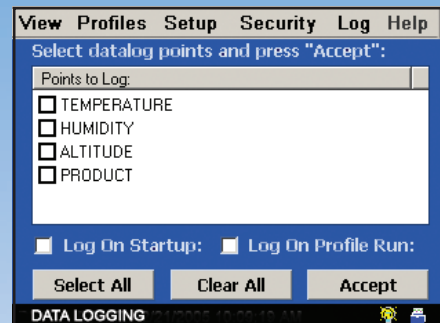 View Profiles Setup Security Log Help
Select datalog points and press "Accept":
Points to Log:
TEMPERATURE
HUMIDITY
ALTITUDE
PRODUCT
Log On Startup: Log On Profile Run:
Select All Clear All Accept
DATA LOGGING